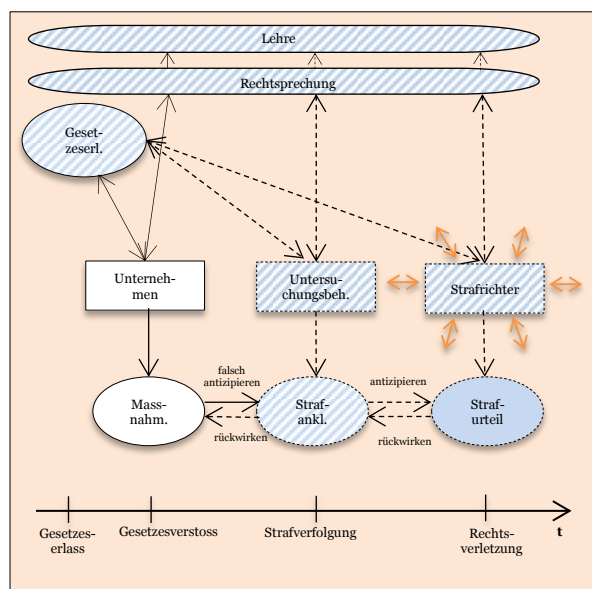 Lehre
Rechtsprechung
Geset-
zeserl.
Unterneh-
men
Untersu-
chungsbeh.
Strafrichter
falsch
antizipieren
antizipieren
Mass-
nahm.
Straf-
ankl.
Straf-
urteil
rückwirken
rückwirken
t
Gesetzes-
erlass
Gesetzesverstoss
Strafverfolgung
Rechts-
verletzung